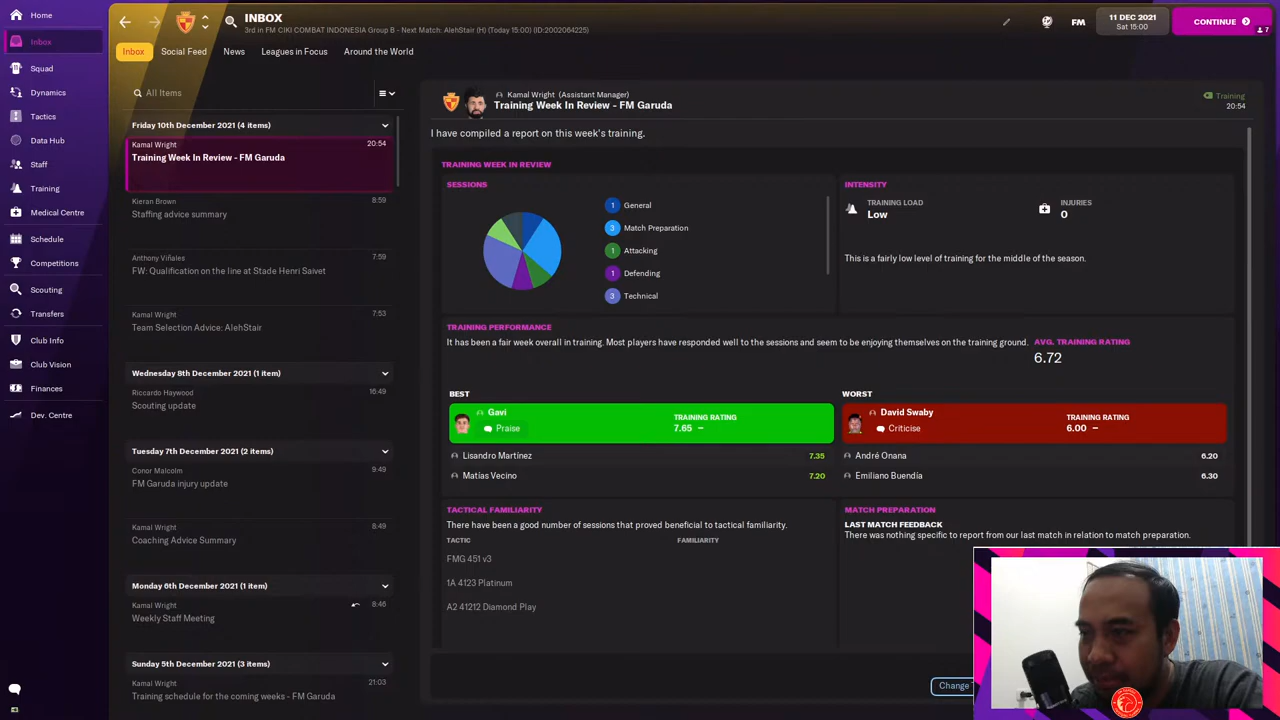 Home
Inbox
Squad
Dynamics
Tactics
Data Hub
Staff
Training
Medical Centre
Schedule
Competitions
Scouting
Transfers
Club Info
Club Vision
Finances
Dev. Centre
INBOX
3rd in FM CIKI COMBAT INDONESIA Group B - Next Match: AlehStair (H) (Today 15:00) (ID:2002064225)
FM
11 DEC 2021
Sat 15:00
CONTINUE
7
Inbox
Social Feed
News
Leagues in Focus
Around the World
All Items
Friday 10th December 2021 (4 items)
Kamal Wright
20:54
Training Week In Review - FM Garuda
Kieran Brown
8:59
Staffing advice summary
Anthony Viñales
7:59
FW: Qualification on the line at Stade Henri Saivet
Kamal Wright
7:53
Team Selection Advice: AlehStair
Wednesday 8th December 2021 (1 item)
Riccardo Haywood
16:49
Scouting update
Tuesday 7th December 2021 (2 items)
Conor Malcolm
9:49
FM Garuda injury update
Kamal Wright
8:49
Coaching Advice Summary
Monday 6th December 2021 (1 item)
Kamal Wright
8:46
Weekly Staff Meeting
Sunday 5th December 2021 (3 items)
Kamal Wright
21:03
Training schedule for the coming weeks - FM Garuda
Kamal Wright (Assistant Manager)
Training Week In Review - FM Garuda
Training
20:54
I have compiled a report on this week's training.
TRAINING WEEK IN REVIEW
SESSIONS
1 General
3 Match Preparation
1 Attacking
1 Defending
3 Technical
INTENSITY
TRAINING LOAD
Low
INJURIES
0
This is a fairly low level of training for the middle of the season.
TRAINING PERFORMANCE
It has been a fair week overall in training. Most players have responded well to the sessions and seem to be enjoying themselves on the training ground.
AVG. TRAINING RATING
6.72
BEST
Gavi
Praise
TRAINING RATING
7.65 –
Lisandro Martínez
7.35
Matías Vecino
7.20
WORST
David Swaby
Criticise
TRAINING RATING
6.00 –
André Onana
6.20
Emiliano Buendía
6.30
TACTICAL FAMILIARITY
There have been a good number of sessions that proved beneficial to tactical familiarity.
TACTIC
FAMILIARITY
FMG 451 v3
1A 4123 Platinum
A2 41212 Diamond Play
MATCH PREPARATION
LAST MATCH FEEDBACK
There was nothing specific to report from our last match in relation to match preparation.
Change